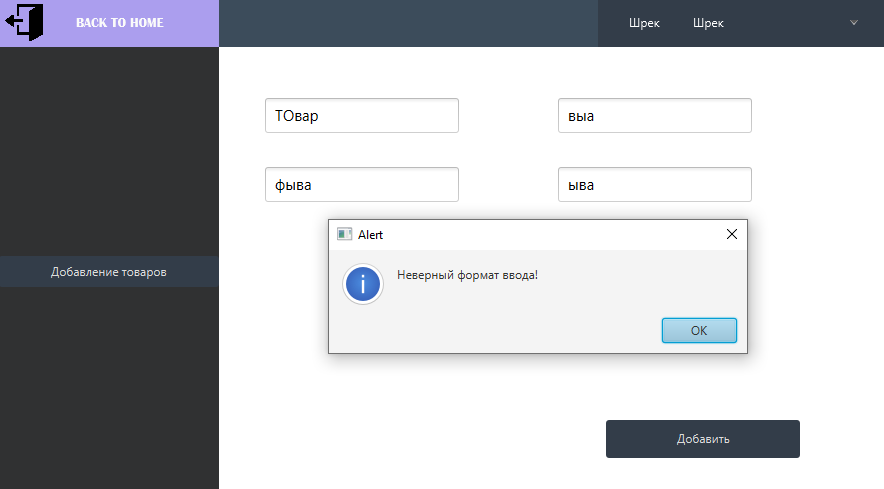 BACK TO HOME
Шрек Шрек
ТОвар
выа
фыва
ыва
Alert
Неверный формат ввода!
OK
Добавление товаров
Добавить